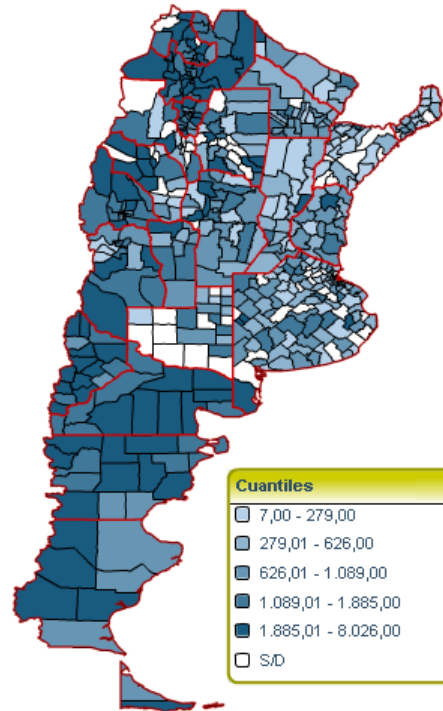 Cuantiles
7,00 - 279,00
279,01 - 626,00
626,01 - 1.089,00
1.089,01 - 1.885,00
1.885,01 - 8.026,00
S/D